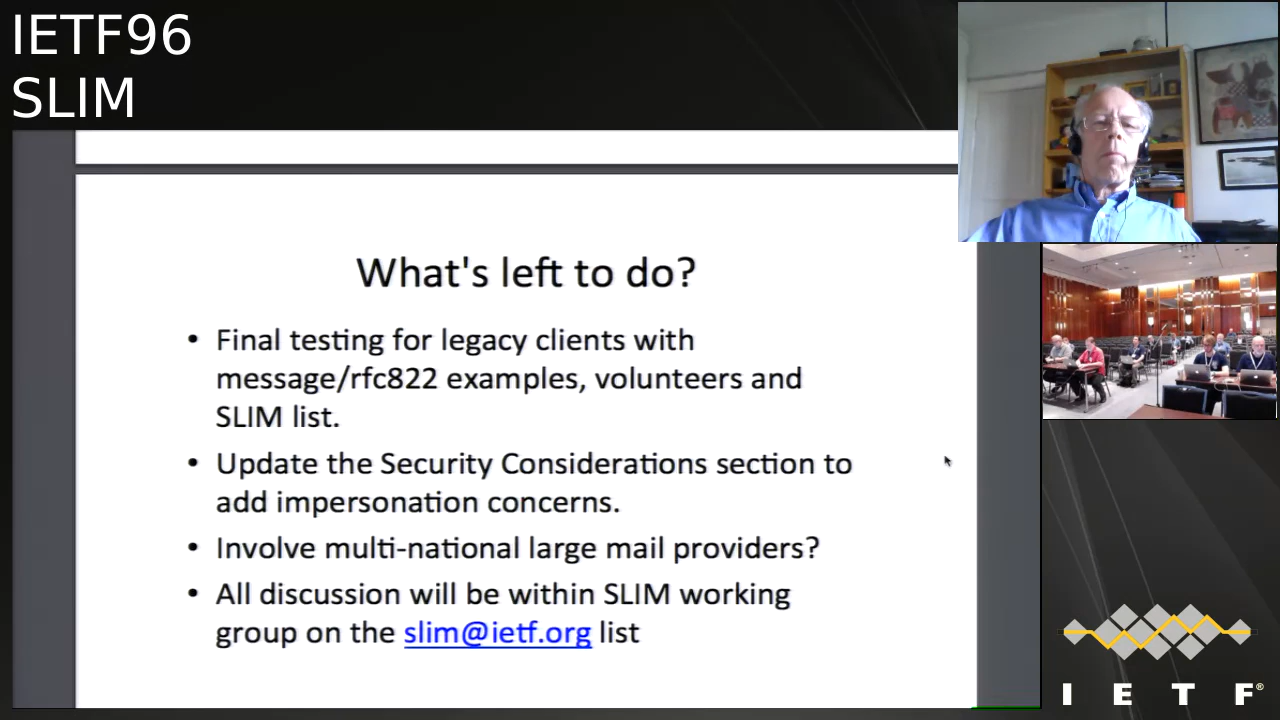 IETF96
SLIM
What's left to do?
• Final testing for legacy clients with
message/rfc822 examples, volunteers and
SLIM list.
• Update the Security Considerations section to
add impersonation concerns.
• Involve multi-national large mail providers?
• All discussion will be within SLIM working
group on the slim@ietf.org list
I E T F®